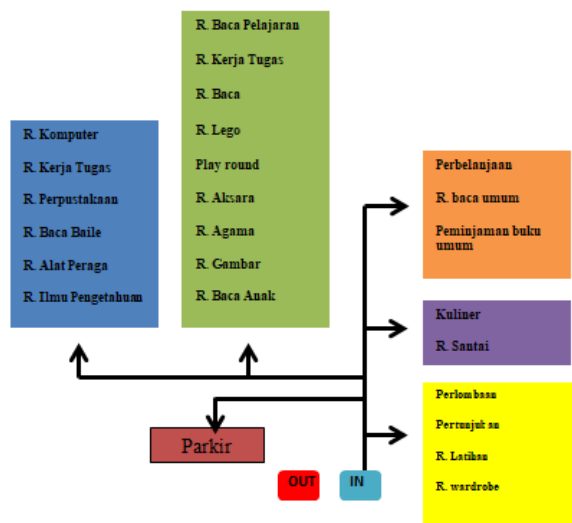 R. Baca Pelajaran
R. Kerja Tugas
R. Baca
R. Lego
Play round
R. Aksara
R. Agama
R. Gambar
R. Baca Anak
R. Komputer
R. Kerja Tugas
R. Perpustakaan
R. Baca Baile
R. Alat Peraga
R. Ilmu Pengetahuan
Perbelanjaan
R. baca umum
Peminjaman buku
umum
Kuliner
R. Santai
Perlombaan
Pertunjukan
R. Latihan
R. wardrobe
Parkir
OUT
IN